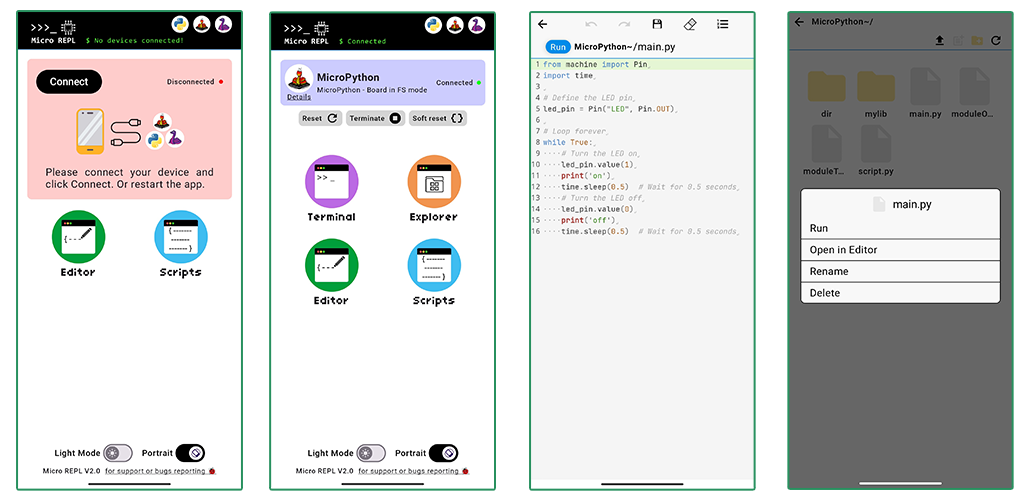 >>>_
Micro REPL $ No devices connected!
Connect
Disconnected
Please connect your device and
click Connect. Or restart the app.
{---
{ -------
-------
------- }
Editor
Scripts
Light Mode
Portrait
Micro REPL V2.0 for support or bugs reporting
>>>_
Micro REPL $ Connected
MicroPython
MicroPython - Board in FS mode
Details
Connected
Reset
Terminate
Soft reset
>>_
Terminal
Explorer
{---
{ -------
-------
------- }
Editor
Scripts
Light Mode
Portrait
Micro REPL V2.0 for support or bugs reporting
Run
MicroPython~/main.py
1 from machine import Pin
2 import time
3
4 # Define the LED pin
5 led_pin = Pin("LED", Pin.OUT)
6
7 # Loop forever
8 while True:
9 ····# Turn the LED on
10 ····led_pin.value(1)
11 ····print('on')
12 ····time.sleep(0.5)  # Wait for 0.5 seconds
13 ····# Turn the LED off
14 ····led_pin.value(0)
15 ····print('off')
16 ····time.sleep(0.5)  # Wait for 0.5 seconds
MicroPython~/
dir
mylib
main.py
moduleO...
moduleT...
script.py
main.py
Run
Open in Editor
Rename
Delete